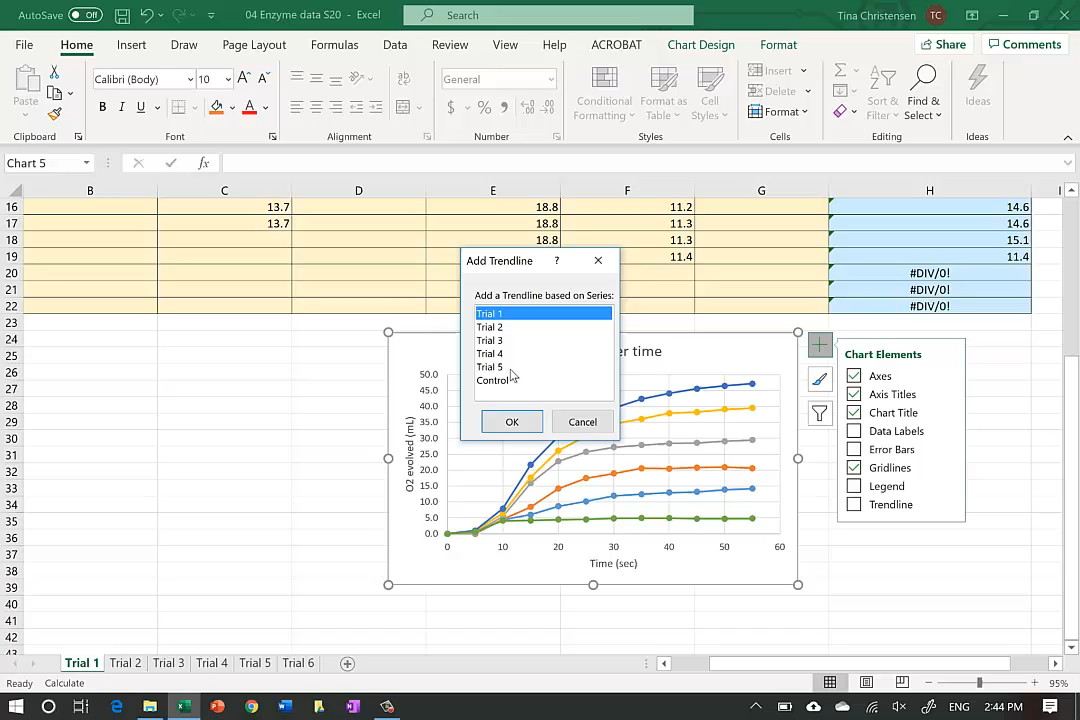 AutoSave Off 04 Enzyme data S20 - Excel Search Tina Christensen TC
File Home Insert Draw Page Layout Formulas Data Review View Help ACROBAT Chart Design Format Share Comments
Paste
Calibri (Body) 10 A A
B I U A
ab
General
$ % 9
Conditional Formatting
Format as Table
Cell Styles
Insert
Delete
Format
Sort & Filter
Find & Select
Ideas
Clipboard Font Alignment Number Styles Cells Editing Ideas
Chart 5 fx
B C D E F G H I
16 13.7 18.8 11.2 14.6
17 13.7 18.8 11.3 14.6
18 18.8 11.3 15.1
19 11.4 11.4
20 #DIV/0!
21 #DIV/0!
22 #DIV/0!
23
24
25
26
27
28
29
30
31
32
33
34
35
36
37
38
39
40
41
42
43
Add Trendline ?
Add a Trendline based on Series:
Trial 1
Trial 2
Trial 3
Trial 4
Trial 5
Control
OK Cancel
er time
O2 evolved (mL)
50.0
45.0
40.0
35.0
30.0
25.0
20.0
15.0
10.0
5.0
0.0
0 10 20 30 40 50 60
Time (sec)
Chart Elements
Axes
Axis Titles
Chart Title
Data Labels
Error Bars
Gridlines
Legend
Trendline
Trial 1 Trial 2 Trial 3 Trial 4 Trial 5 Trial 6
Ready Calculate 95%
ENG 2:44 PM